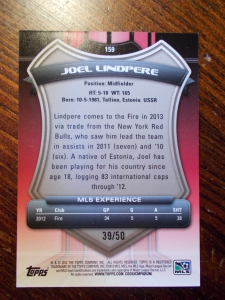 159
JOEL LINDPERE
Position: Midfielder
HT: 5-10 WT: 165
Born: 10-5-1981, Tallinn, Estonia, USSR
Lindpere comes to the Fire in 2013
via trade from the New York Red
Bulls, who saw him lead the team
in assists in 2011 (seven) and '10
(six). A native of Estonia, Joel has
been playing for his country since
age 18, logging 83 international caps
through '12.
MLS EXPERIENCE
YR Club GP G A SHT
2012 Fire 34 5 5 38
39/50
Topps